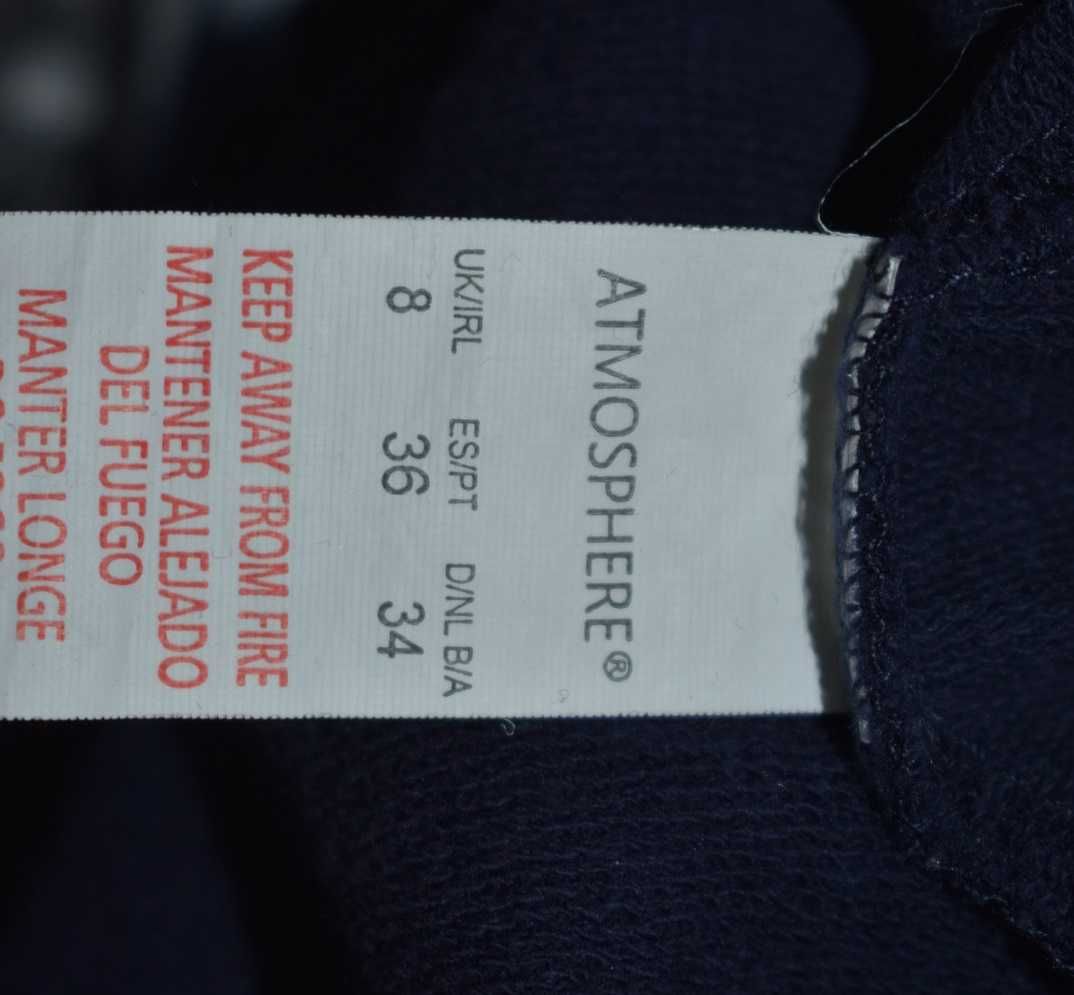 ATMOSPHERE®
UK/IRL ES/PT D/NL B/A
8 36 34
KEEP AWAY FROM FIRE
MANTENER ALEJADO
DEL FUEGO
MANTER LONGE